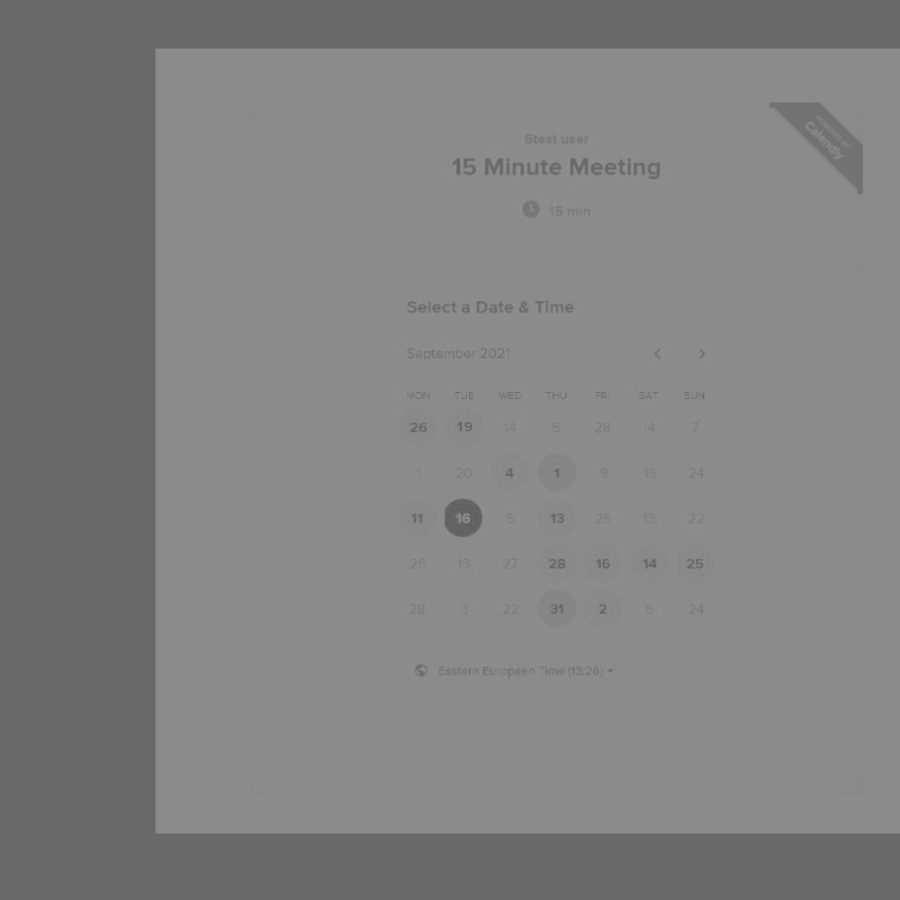 POWERED BY
Calendly
6test user
15 Minute Meeting
15 min
Select a Date & Time
September 2021
MON TUE WED THU FRI SAT SUN
26 19 14 5 28 14 7
1 20 4 1 9 15 24
11 16 5 13 26 13 22
26 13 27 28 16 14 25
28 3 22 31 2 6 24
Eastern European Time (13:26)